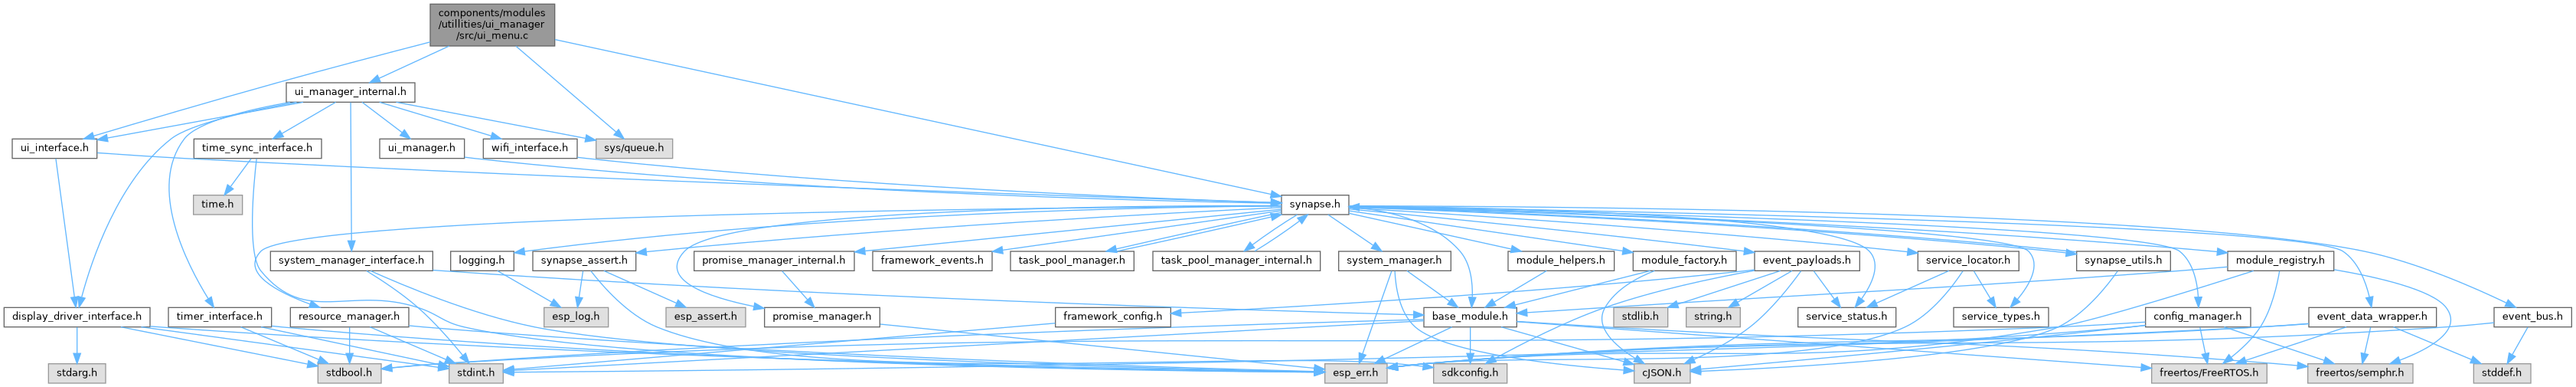 components/modules
/utillities/ui_manager
/src/ui_menu.c
ui_manager_internal.h
ui_interface.h
time_sync_interface.h
ui_manager.h
wifi_interface.h
sys/queue.h
time.h
synapse.h
system_manager_interface.h
logging.h
synapse_assert.h
promise_manager_internal.h
framework_events.h
task_pool_manager.h
task_pool_manager_internal.h
system_manager.h
module_helpers.h
module_factory.h
event_payloads.h
service_locator.h
synapse_utils.h
module_registry.h
display_driver_interface.h
timer_interface.h
resource_manager.h
esp_log.h
esp_assert.h
promise_manager.h
framework_config.h
base_module.h
stdlib.h
string.h
service_status.h
service_types.h
config_manager.h
event_data_wrapper.h
event_bus.h
stdarg.h
stdbool.h
stdint.h
esp_err.h
sdkconfig.h
cJSON.h
freertos/FreeRTOS.h
freertos/semphr.h
stddef.h